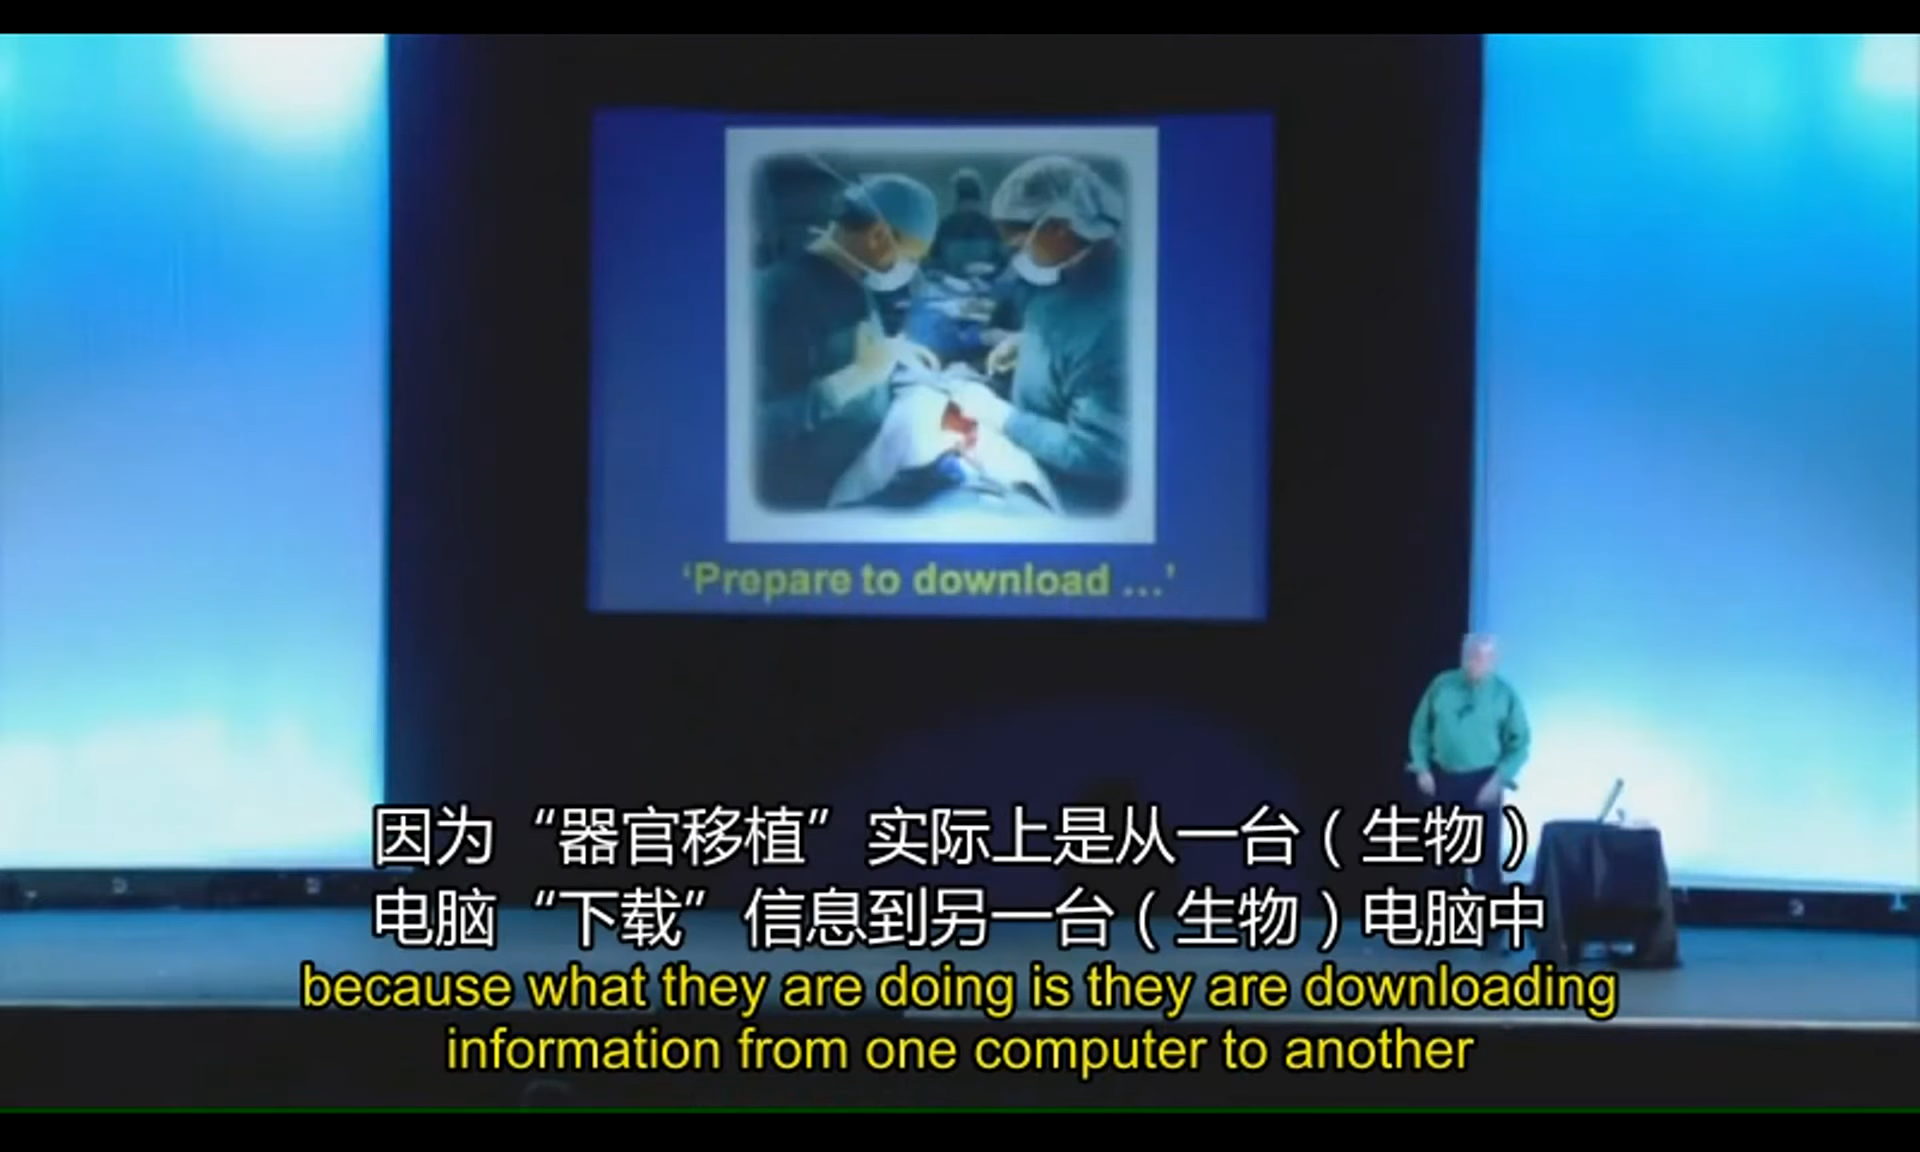 ‘Prepare to download ...’
因为“器官移植”实际上是从一台（生物）
电脑“下载”信息到另一台（生物）电脑中
because what they are doing is they are downloading
information from one computer to another